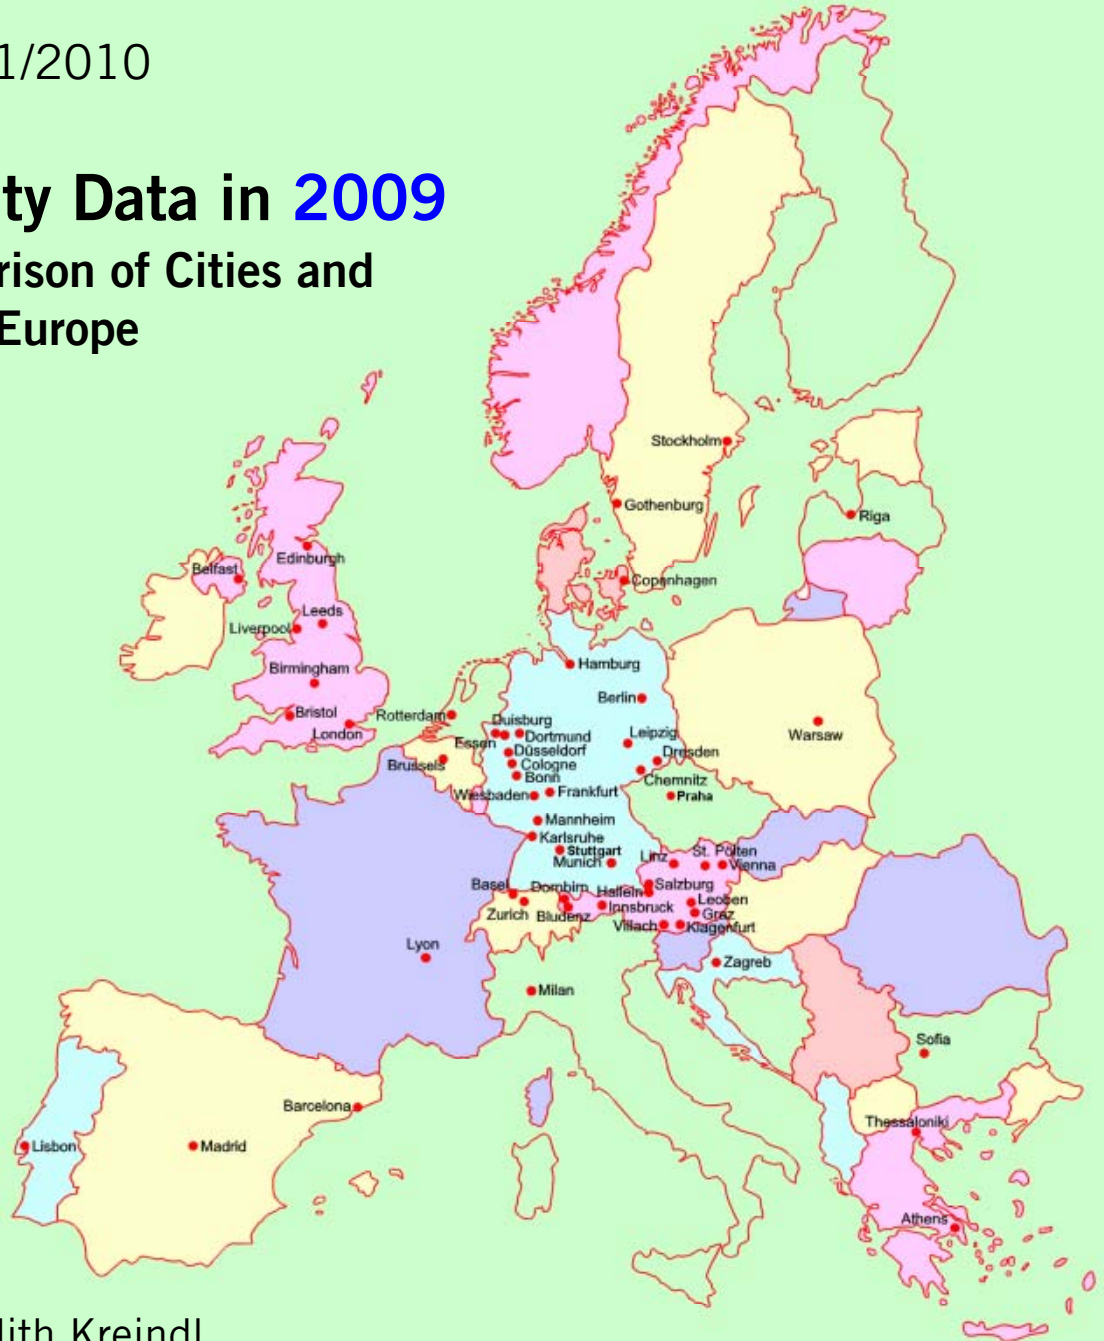 1/2010
ty Data in 2009
rison of Cities and
Europe
Stockholm
Gothenburg
Riga
Edinburgh
Belfast
Copenhagen
Leeds
Liverpool
Hamburg
Birmingham
Berlin
Bristol
Rotterdam
Duisburg
London
Essen
Dortmund
Leipzig
Warsaw
Düsseldorf
Dresden
Brussels
Cologne
Bonn
Chemnitz
Wiesbaden
Frankfurt
Praha
Mannheim
Karlsruhe
Stuttgart
Munich
Linz
St. Pölten
Vienna
Basel
Dornbirn
Hallein
Salzburg
Zurich
Bludenz
Innsbruck
Leoben
Graz
Villach
Klagenfurt
Lyon
Zagreb
Milan
Sofia
Barcelona
Thessaloniki
Lisbon
Madrid
Athens
lith Kreindl